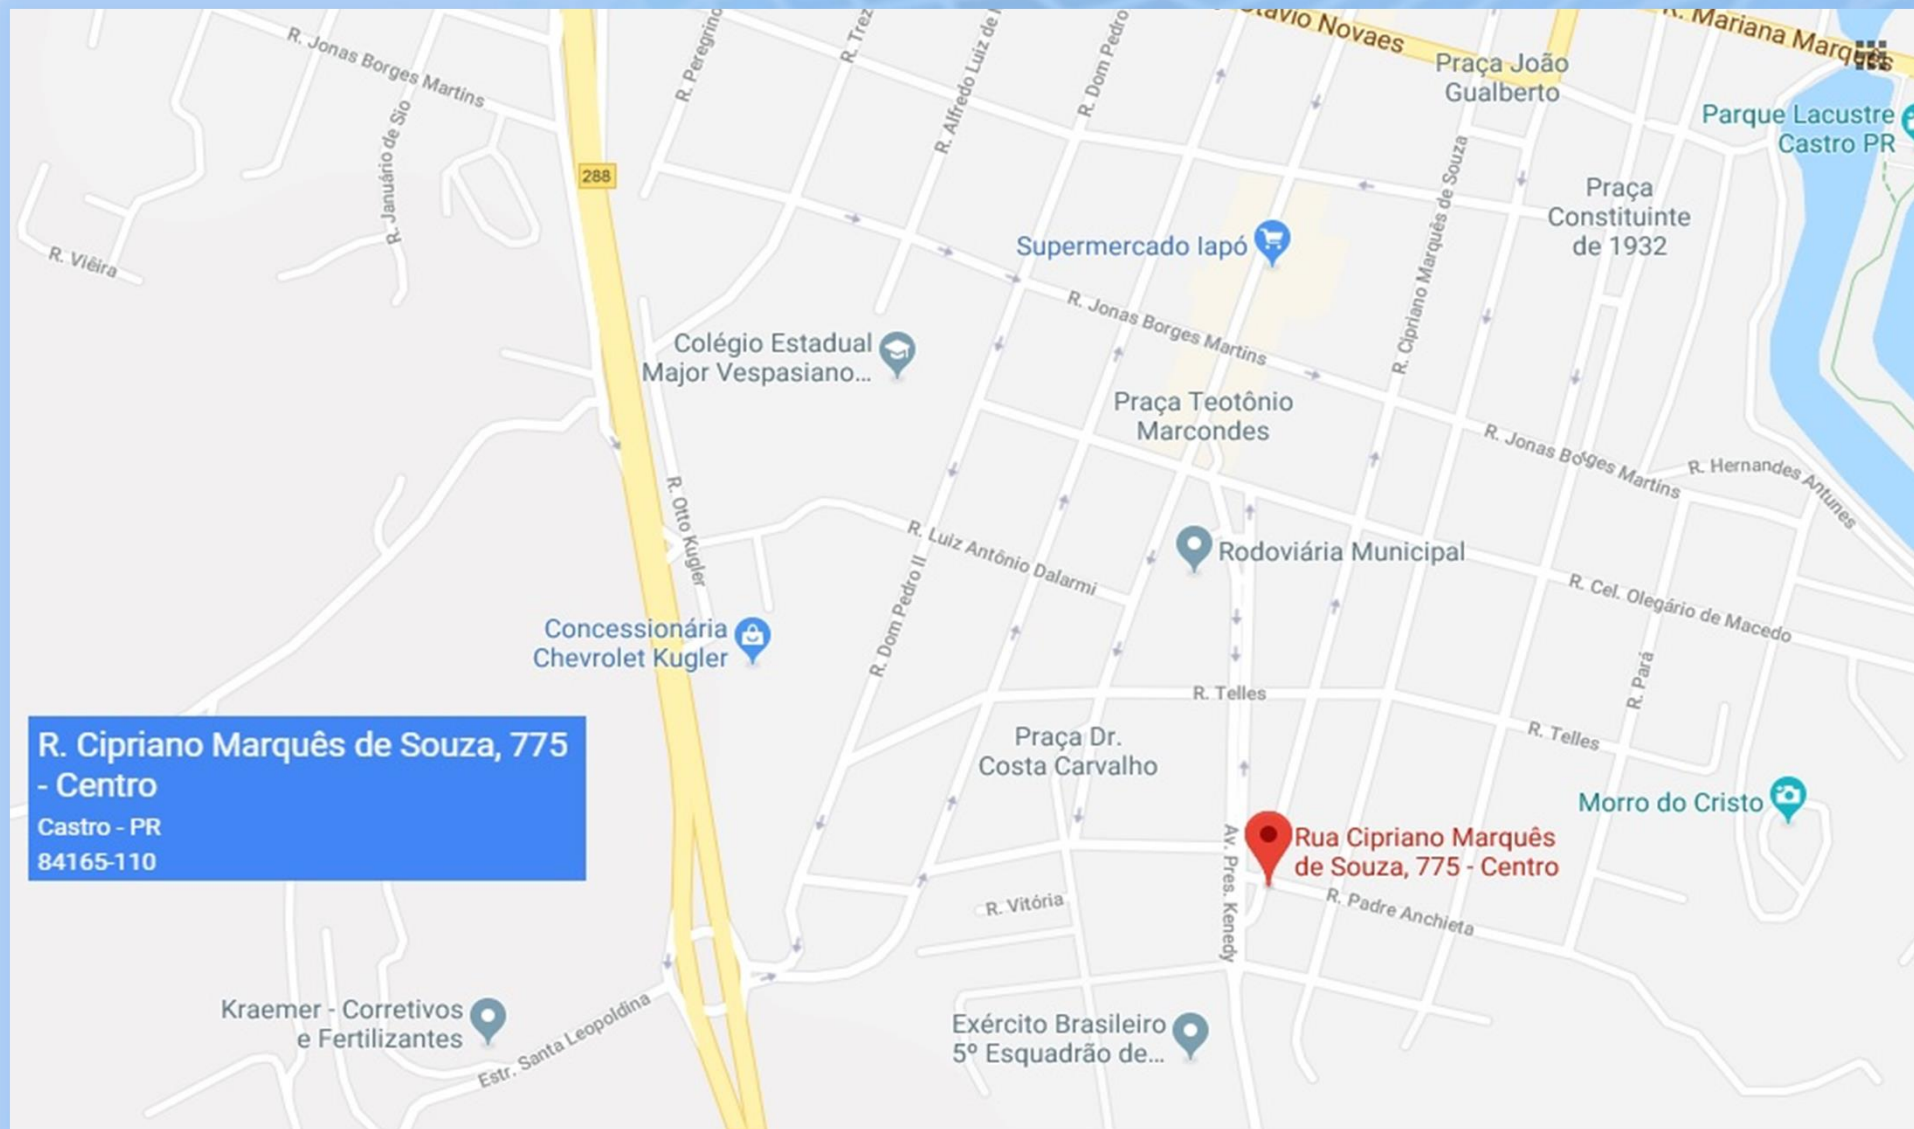 R. Jonas Borges Martins
R. Peregrino
R. Trez
R. Alfredo Luiz de
R. Dom Pedro
Otávio Novaes
R. Mariana Marquês
Praça João
Gualberto
Parque Lacustre
Castro PR
R. Januário de Sio
288
R. Cipriano Marquês de Souza
Praça
Constituinte
de 1932
R. Viêira
Supermercado Iapó
R. Jonas Borges Martins
Colégio Estadual
Major Vespasiano...
Praça Teotônio
Marcondes
R. Jonas Borges Martins
R. Hernandes Antunes
R. Otto Kugler
R. Luiz Antônio Dalarmi
Rodoviária Municipal
R. Cel. Olegário de Macedo
R. Dom Pedro II
Concessionária
Chevrolet Kugler
R. Pará
R. Telles
R. Telles
R. Cipriano Marquês de Souza, 775
- Centro
Castro - PR
84165-110
Praça Dr.
Costa Carvalho
Morro do Cristo
Av. Pres. Kenedy
Rua Cipriano Marquês
de Souza, 775 - Centro
R. Vitória
R. Padre Anchieta
Kraemer - Corretivos
e Fertilizantes
Estr. Santa Leopoldina
Exército Brasileiro
5º Esquadrão de...